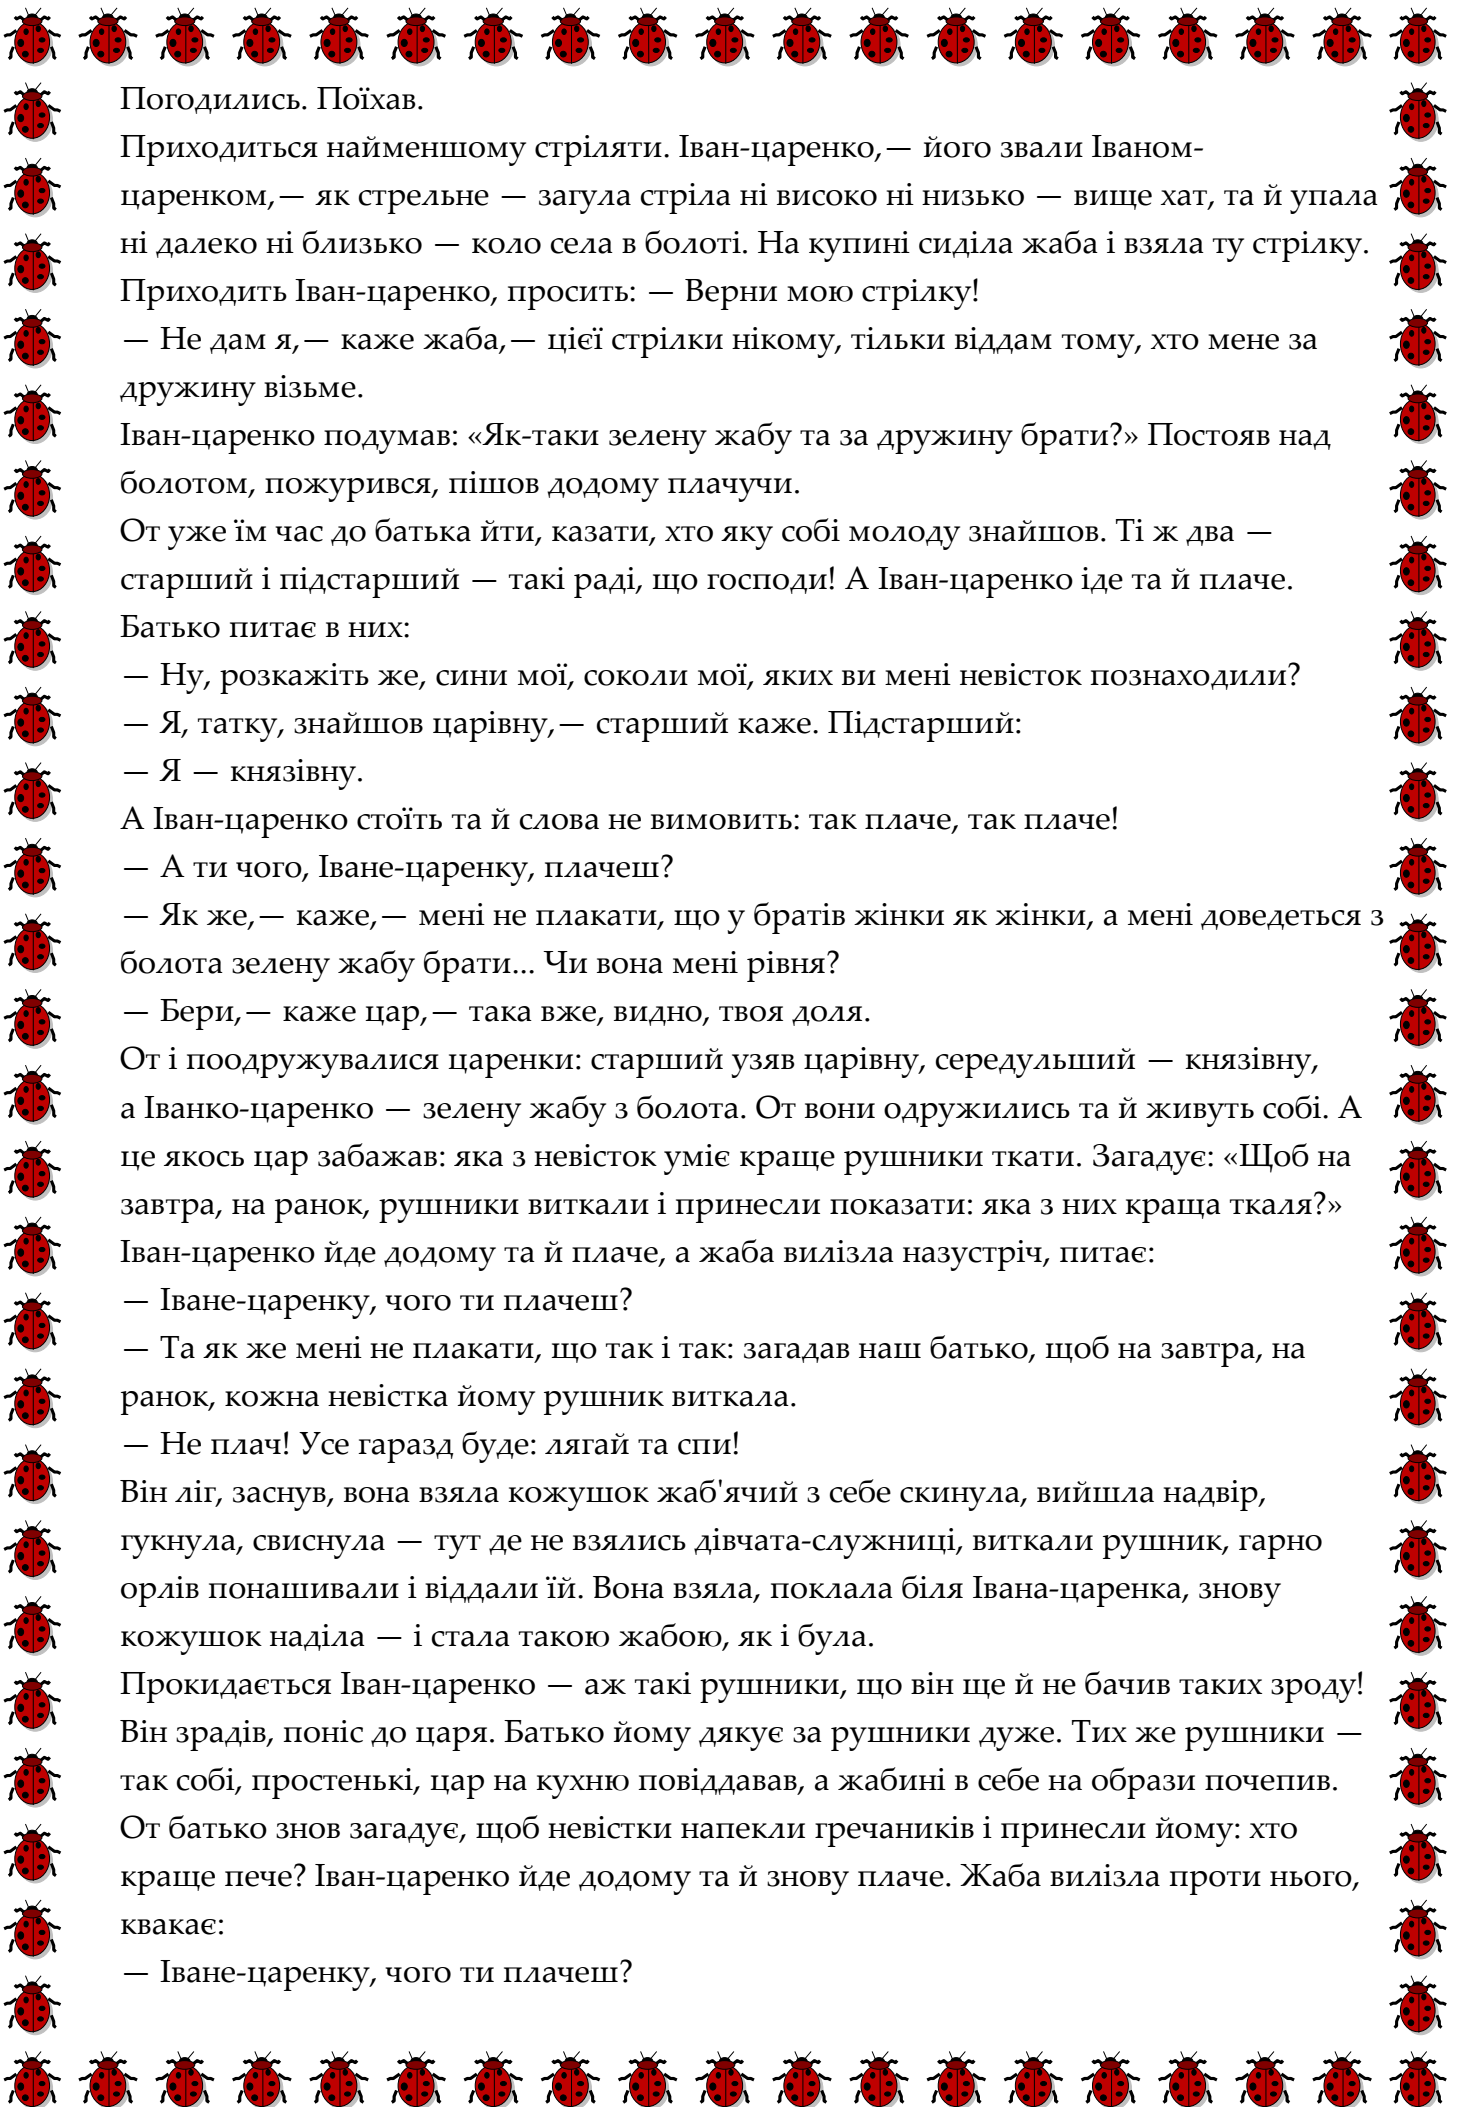 Погодились. Поїхав.
Приходиться найменшому стріляти. Іван-царенко,— його звали Іваном-
царенком,— як стрельне — загула стріла ні високо ні низько — вище хат, та й упала
ні далеко ні близько — коло села в болоті. На купині сиділа жаба і взяла ту стрілку.
Приходить Іван-царенко, просить: — Верни мою стрілку!
— Не дам я,— каже жаба,— цієї стрілки нікому, тільки віддам тому, хто мене за
дружину візьме.
Іван-царенко подумав: «Як-таки зелену жабу та за дружину брати?» Постояв над
болотом, пожурився, пішов додому плачучи.
От уже їм час до батька йти, казати, хто яку собі молоду знайшов. Ті ж два —
старший і підстарший — такі раді, що господи! А Іван-царенко іде та й плаче.
Батько питає в них:
— Ну, розкажіть же, сини мої, соколи мої, яких ви мені невісток познаходили?
— Я, татку, знайшов царівну,— старший каже. Підстарший:
— Я — князівну.
А Іван-царенко стоїть та й слова не вимовить: так плаче, так плаче!
— А ти чого, Іване-царенку, плачеш?
— Як же,— каже,— мені не плакати, що у братів жінки як жінки, а мені доведеться з
болота зелену жабу брати... Чи вона мені рівня?
— Бери,— каже цар,— така вже, видно, твоя доля.
От і поодружувалися царенки: старший узяв царівну, середульший — князівну,
а Іванко-царенко — зелену жабу з болота. От вони одружились та й живуть собі. А
це якось цар забажав: яка з невісток уміє краще рушники ткати. Загадує: «Щоб на
завтра, на ранок, рушники виткали і принесли показати: яка з них краща ткаля?»
Іван-царенко йде додому та й плаче, а жаба вилізла назустріч, питає:
— Іване-царенку, чого ти плачеш?
— Та як же мені не плакати, що так і так: загадав наш батько, щоб на завтра, на
ранок, кожна невістка йому рушник виткала.
— Не плач! Усе гаразд буде: лягай та спи!
Він ліг, заснув, вона взяла кожушок жаб'ячий з себе скинула, вийшла надвір,
гукнула, свиснула — тут де не взялись дівчата-служниці, виткали рушник, гарно
орлів понашивали і віддали їй. Вона взяла, поклала біля Івана-царенка, знову
кожушок наділа — і стала такою жабою, як і була.
Прокидається Іван-царенко — аж такі рушники, що він ще й не бачив таких зроду!
Він зрадів, поніс до царя. Батько йому дякує за рушники дуже. Тих же рушники —
так собі, простенькі, цар на кухню повіддавав, а жабині в себе на образи почепив.
От батько знов загадує, щоб невістки напекли гречаників і принесли йому: хто
краще пече? Іван-царенко йде додому та й знову плаче. Жаба вилізла проти нього,
квакає:
— Іване-царенку, чого ти плачеш?